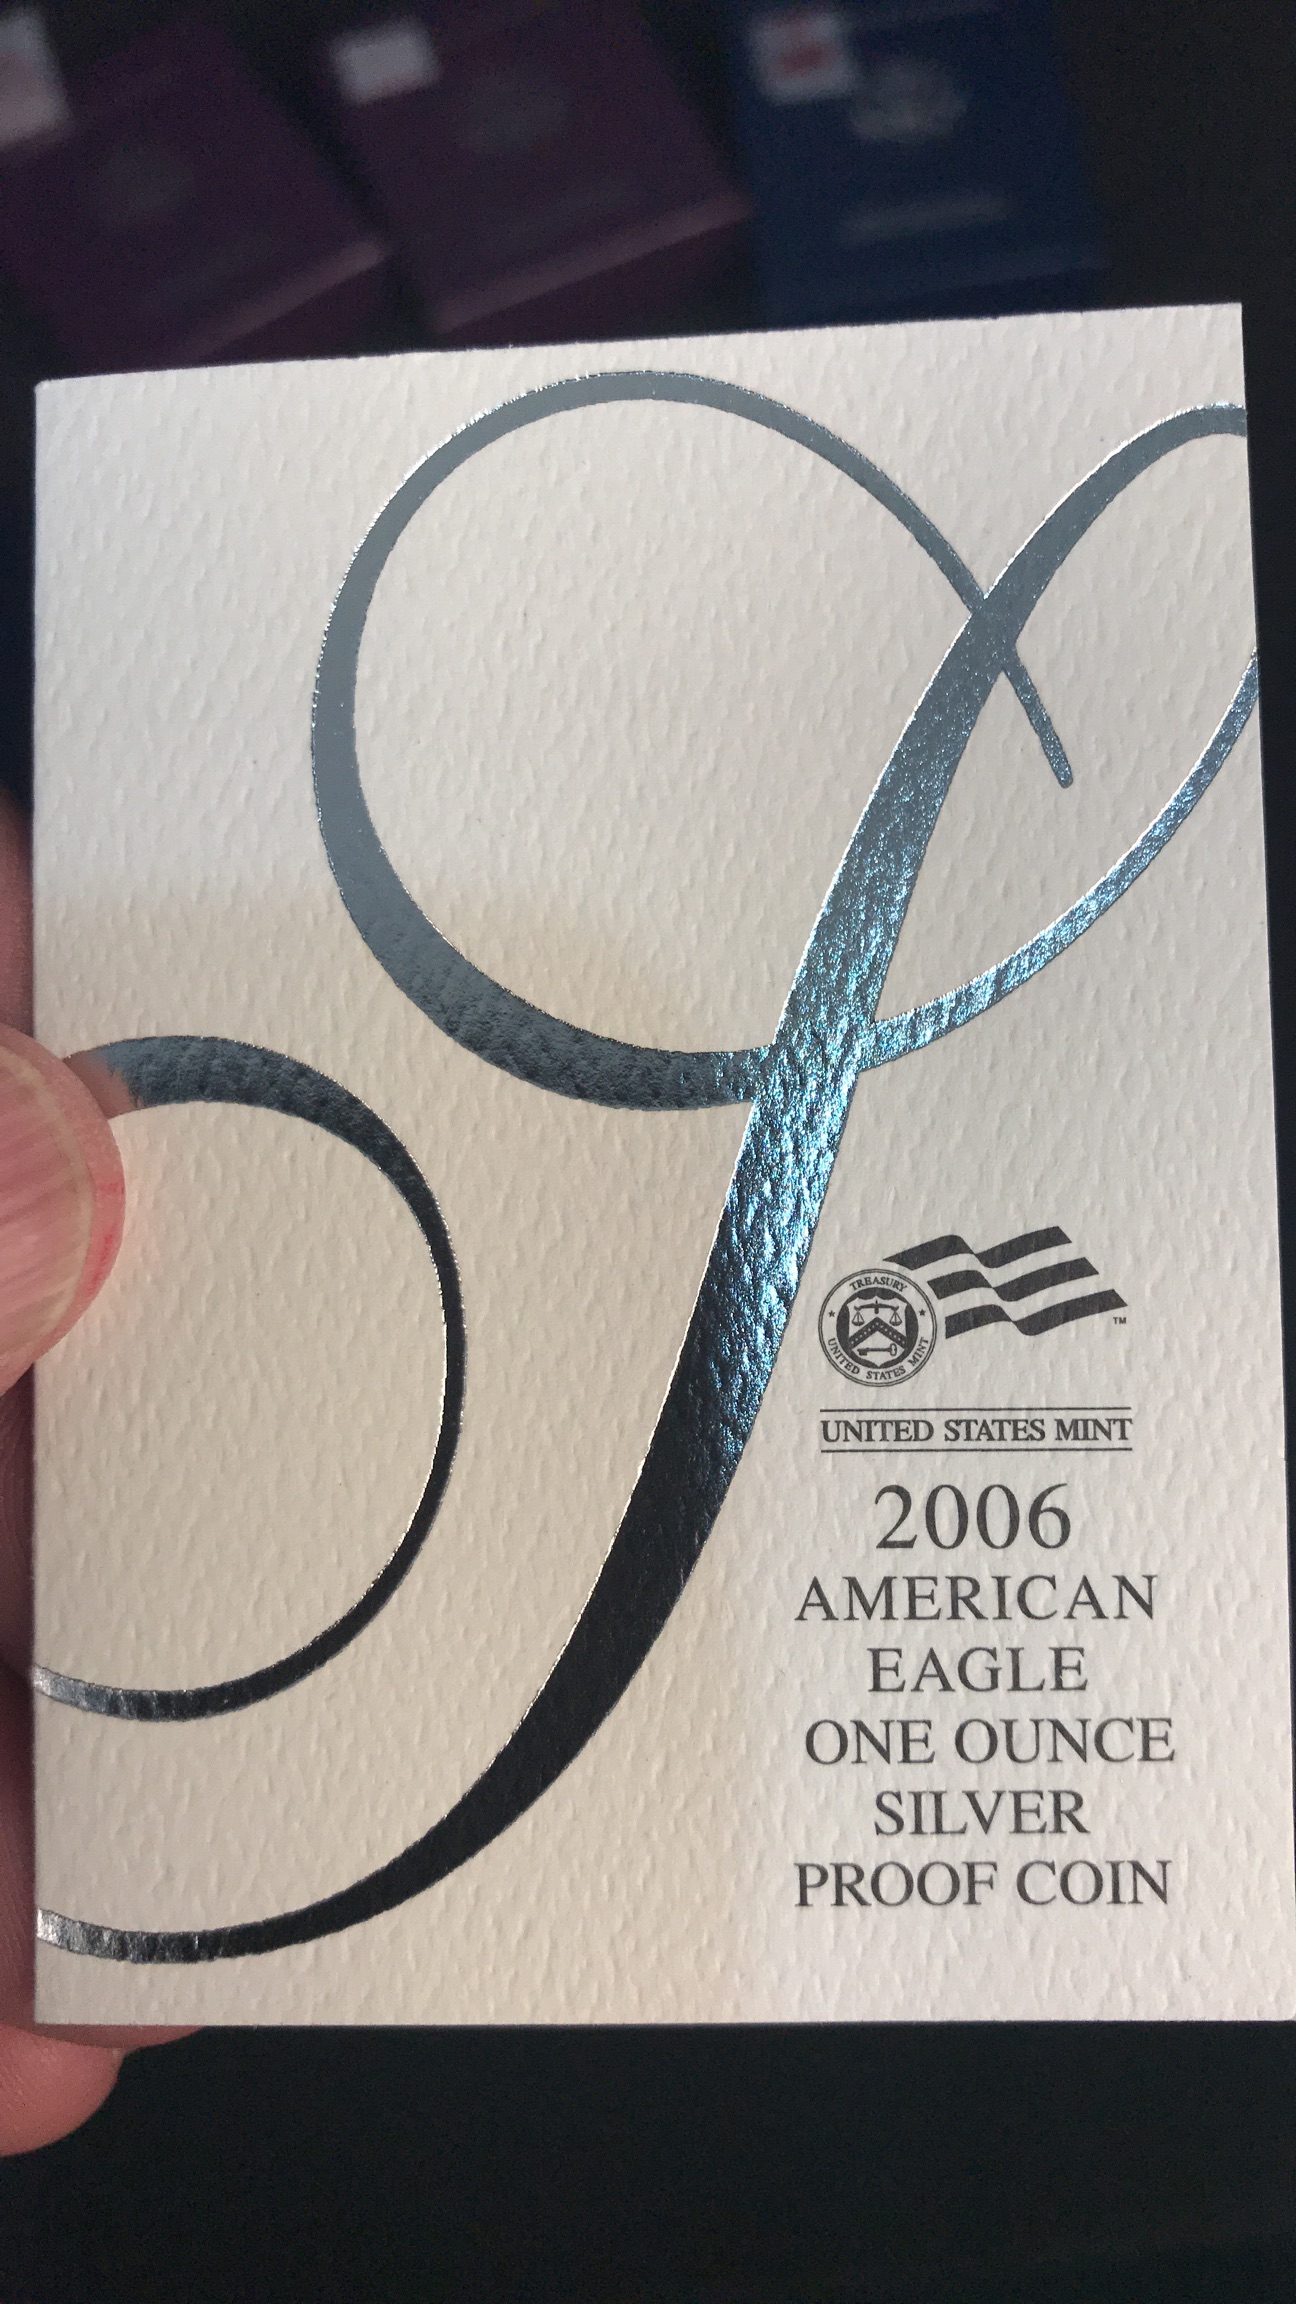 TREASURY
UNITED STATES MINT
TM
UNITED STATES MINT
2006
AMERICAN
EAGLE
ONE OUNCE
SILVER
PROOF COIN